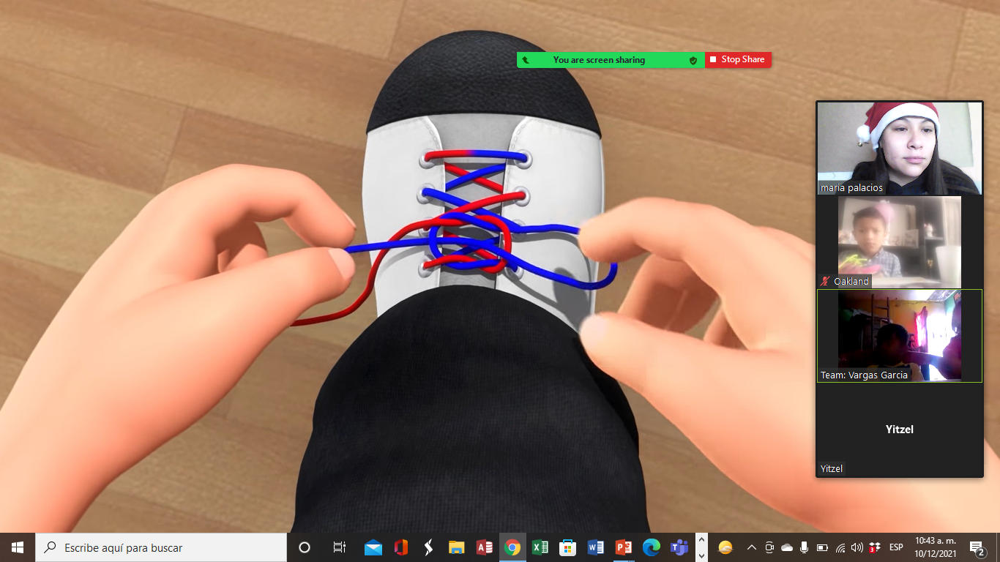 You are screen sharing
Stop Share
maria palacios
Oakland
Team: Vargas Garcia
Yitzel
Yitzel
Escribe aquí para buscar
ESP
10:43 a. m.
10/12/2021
2